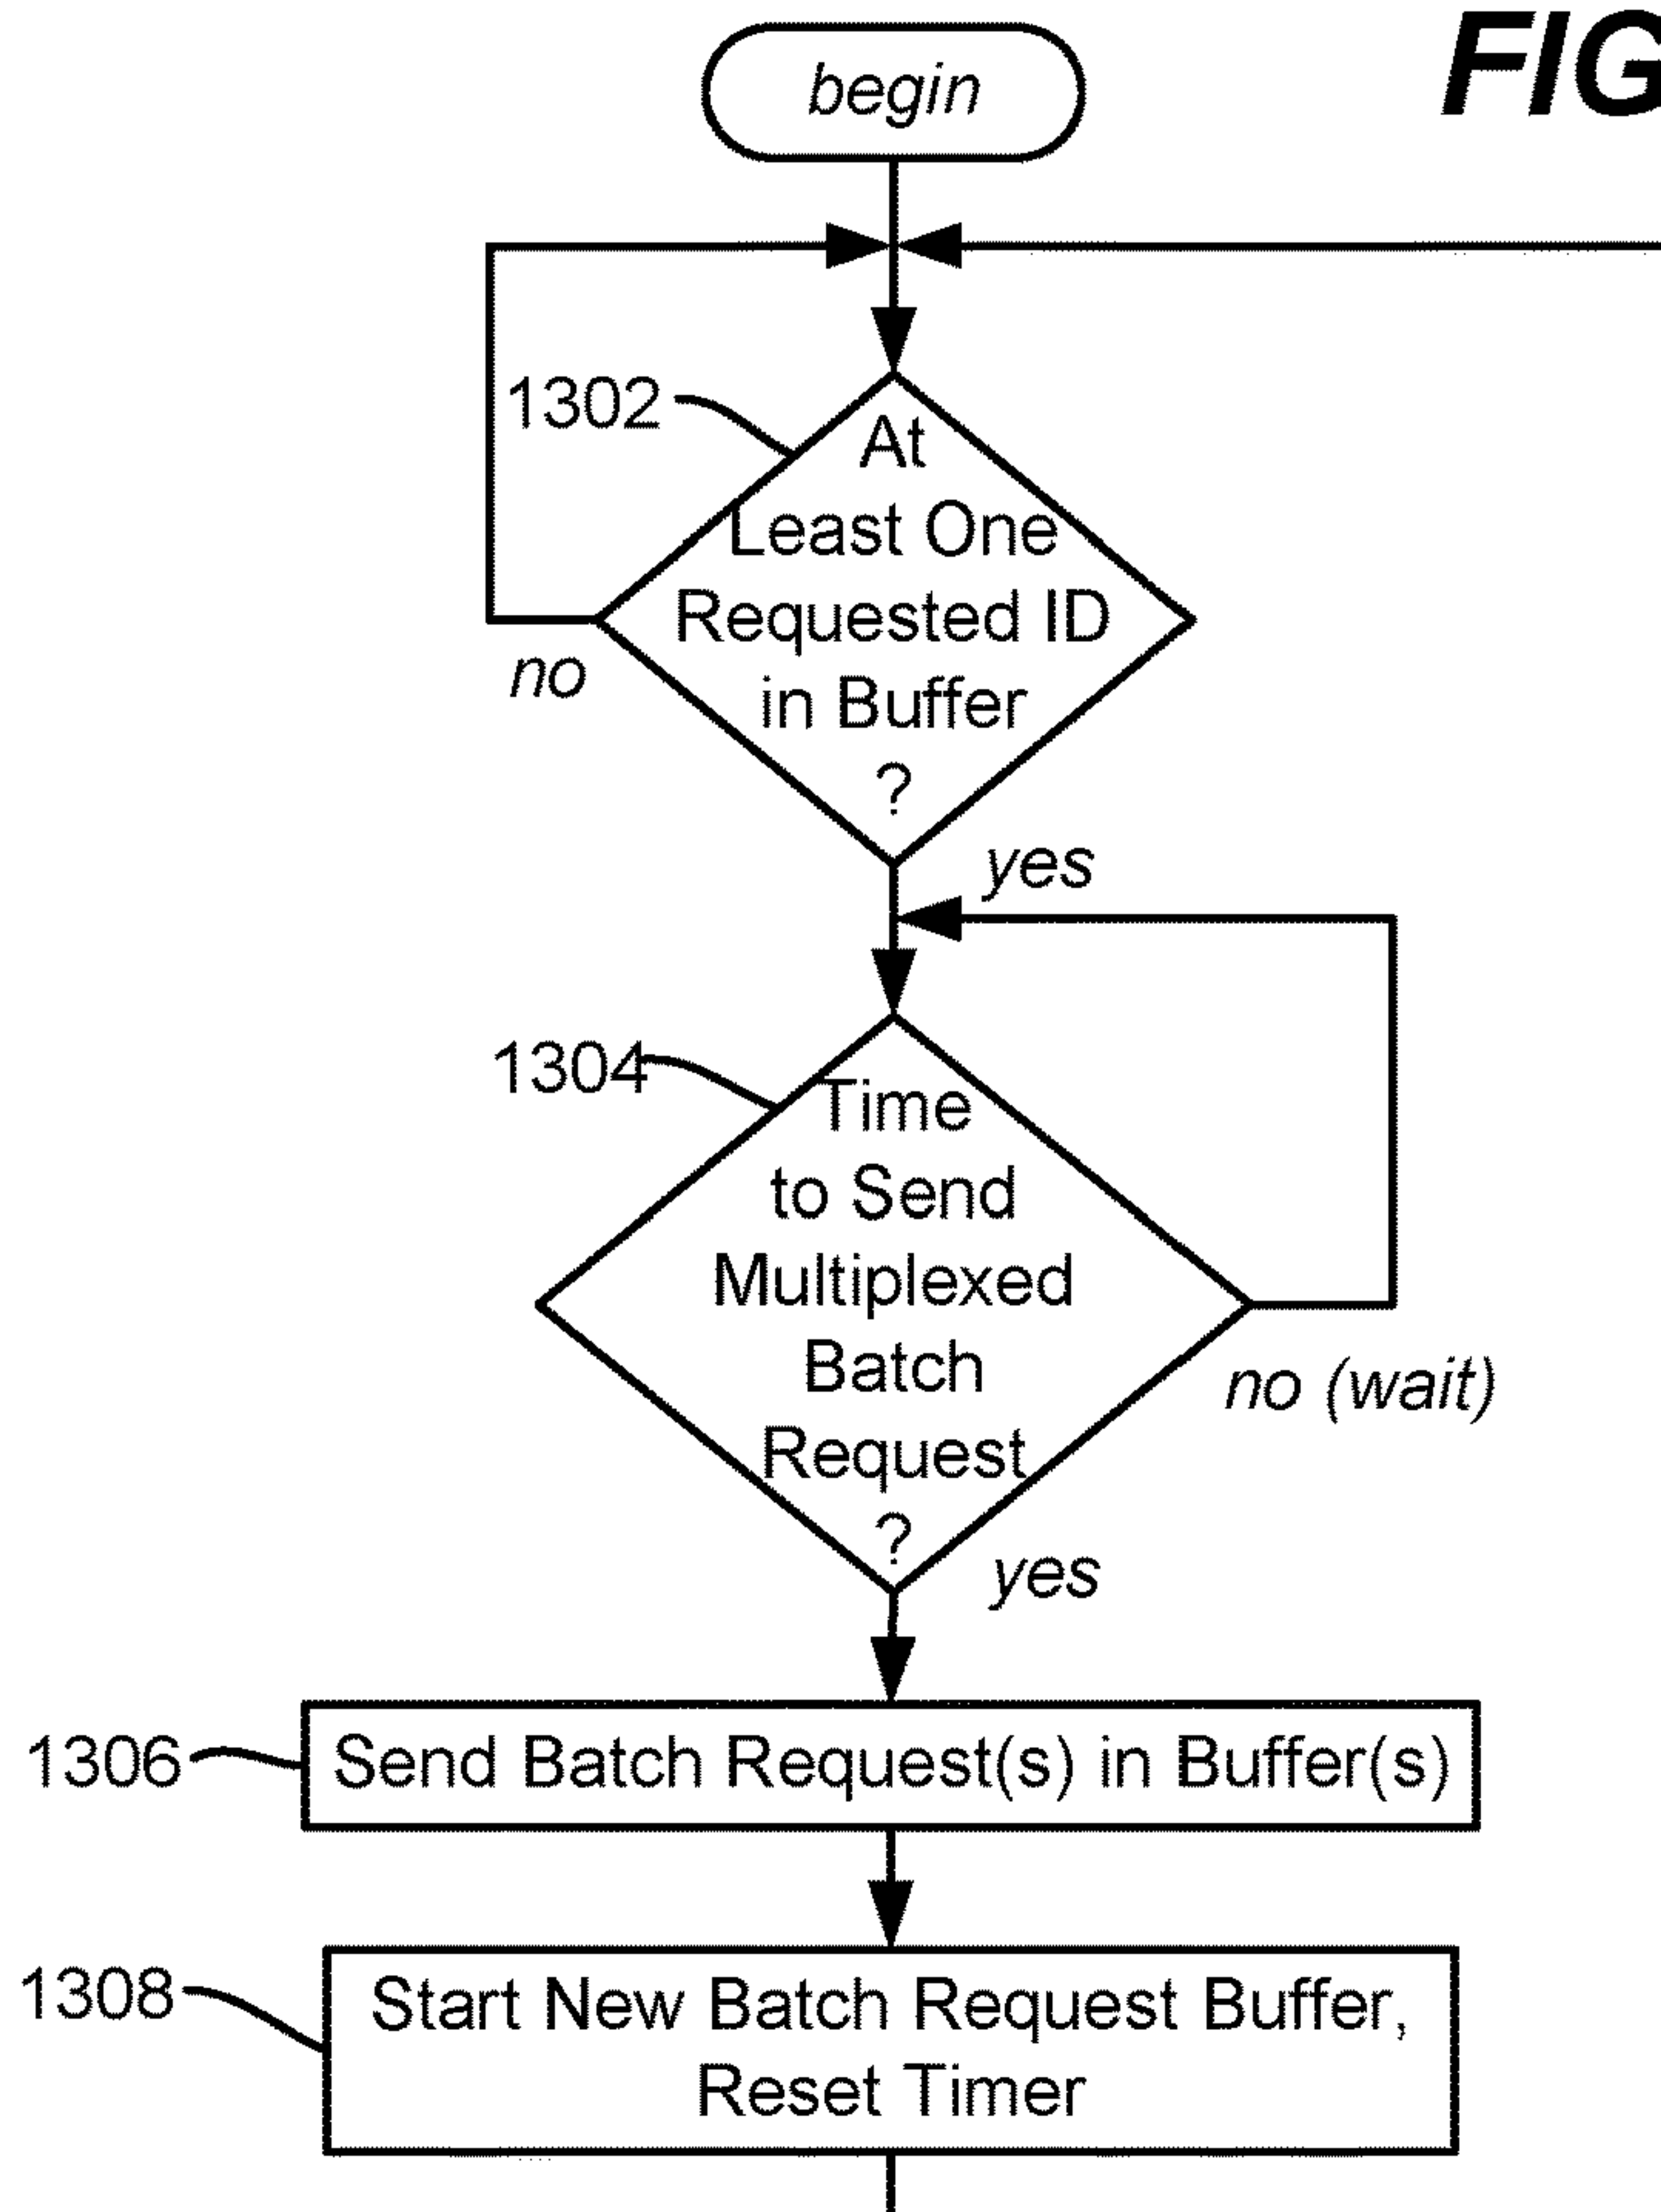 begin
FIG
1302
At
Least One
Requested ID
in Buffer
?
no
yes
1304
Time
to Send
Multiplexed
Batch
Request
?
no (wait)
yes
1306
Send Batch Request(s) in Buffer(s)
1308
Start New Batch Request Buffer,
Reset Timer